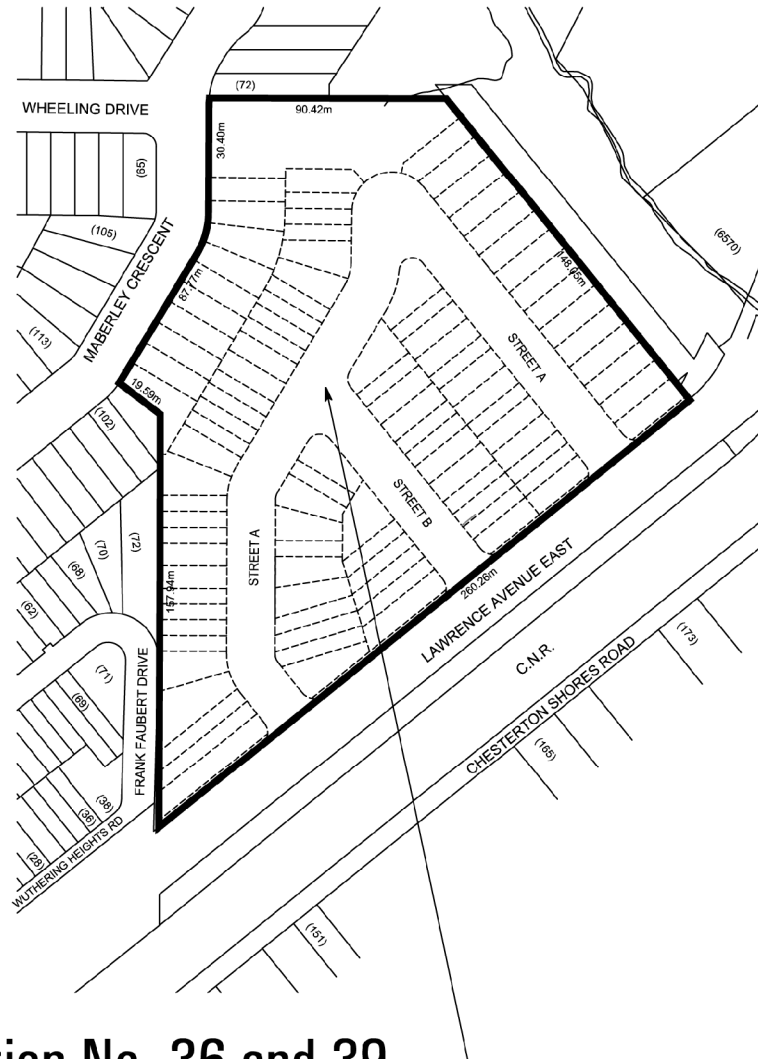 (72)
90.42m
WHEELING DRIVE
30.40m
(65)
(105)
(6570)
MABERLEY CRESCENT
87.77m
148.05m
(113)
STREET A
19.59m
(102)
STREET B
(72)
(70)
STREET A
(68)
157.94m
260.26m
LAWRENCE AVENUE EAST
(62)
C.N.R.
(173)
(71)
CHESTERTON SHORES ROAD
(69)
FRANK FAUBERT DRIVE
(165)
(38)
(36)
(28)
WUTHERING HEIGHTS RD
(151)
No. 36 and 39